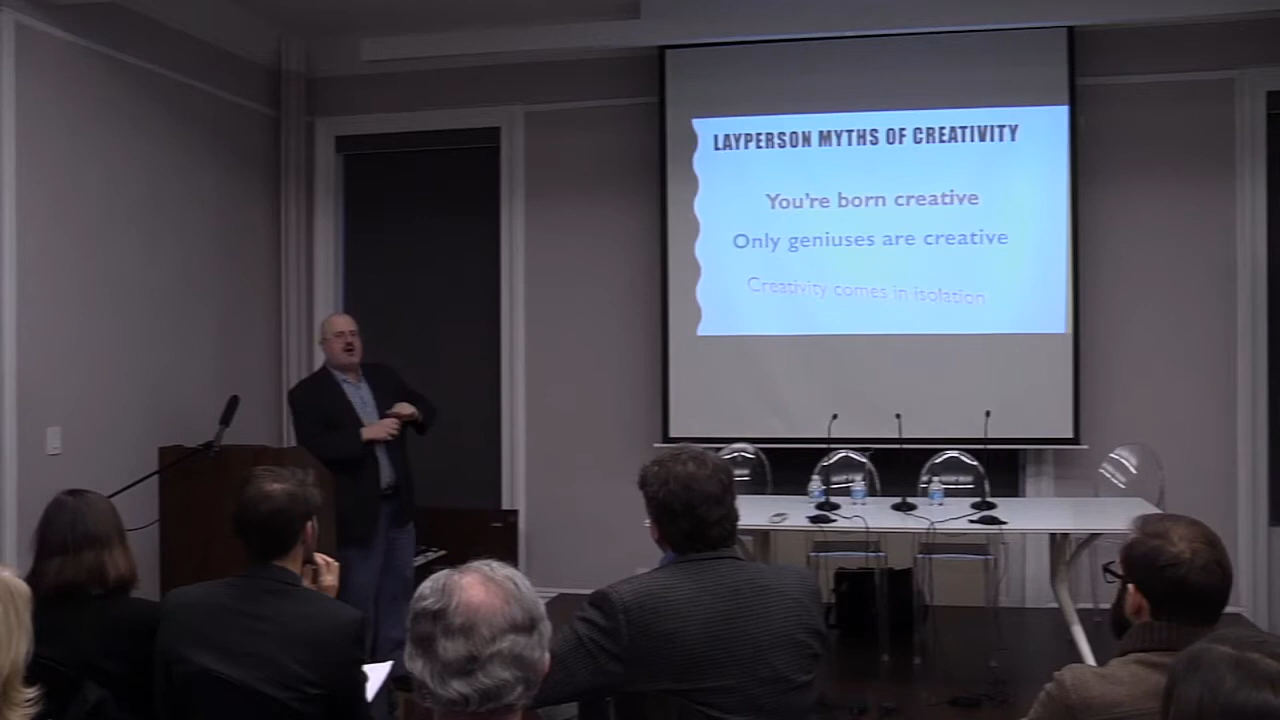 LAYPERSON MYTHS OF CREATIVITY
You're born creative
Only geniuses are creative
Creativity comes in isolation